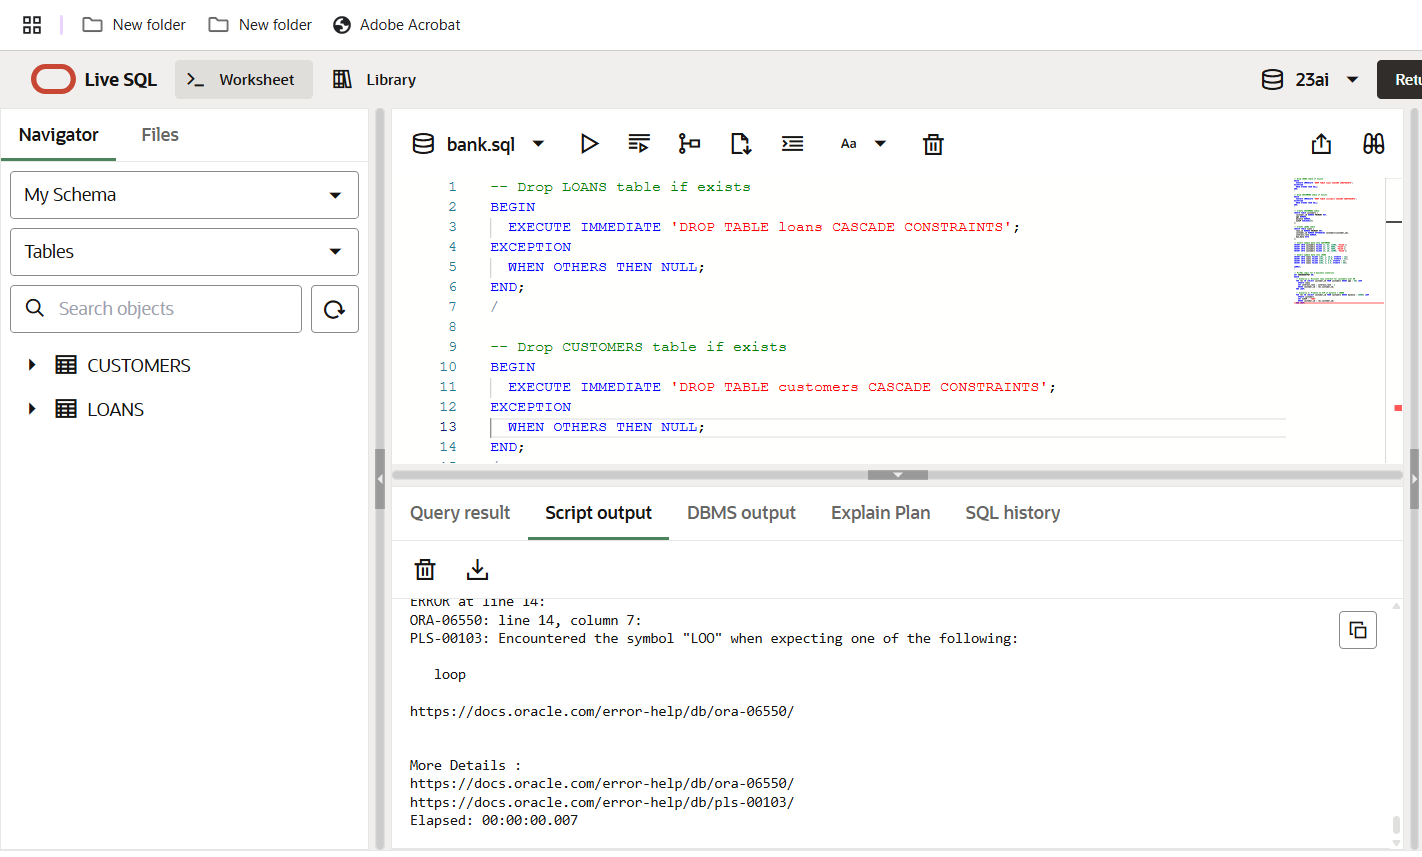 New folder New folder Adobe Acrobat
Live SQL >_ Worksheet Library 23ai Retu
Navigator Files
My Schema
Tables
Search objects
CUSTOMERS
LOANS
bank.sql Aa
1 -- Drop LOANS table if exists
2 BEGIN
3 EXECUTE IMMEDIATE 'DROP TABLE loans CASCADE CONSTRAINTS';
4 EXCEPTION
5 WHEN OTHERS THEN NULL;
6 END;
7 /
8
9 -- Drop CUSTOMERS table if exists
10 BEGIN
11 EXECUTE IMMEDIATE 'DROP TABLE customers CASCADE CONSTRAINTS';
12 EXCEPTION
13 WHEN OTHERS THEN NULL;
14 END;
Query result Script output DBMS output Explain Plan SQL history
ERROR at line 14:
ORA-06550: line 14, column 7:
PLS-00103: Encountered the symbol "LOO" when expecting one of the following:
loop
https://docs.oracle.com/error-help/db/ora-06550/
More Details :
https://docs.oracle.com/error-help/db/ora-06550/
https://docs.oracle.com/error-help/db/pls-00103/
Elapsed: 00:00:00.007